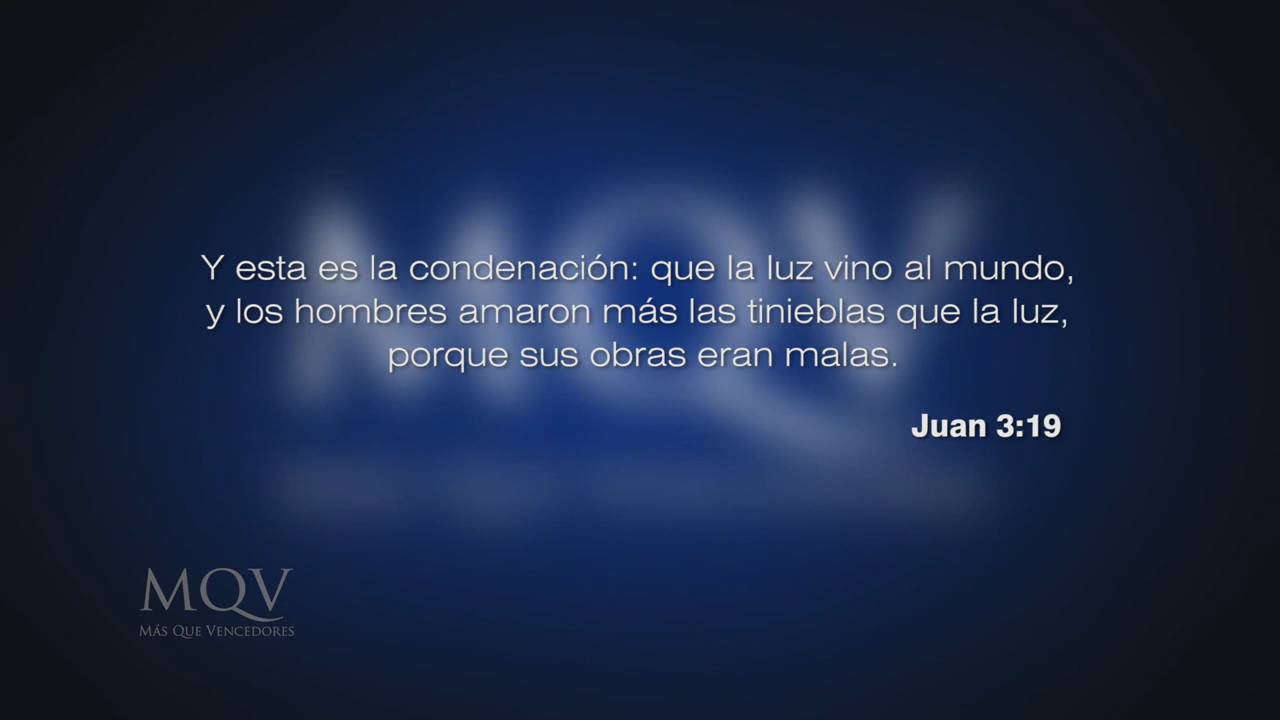 Y esta es la condenación: que la luz vino al mundo,
y los hombres amaron más las tinieblas que la luz,
porque sus obras eran malas.
Juan 3:19
MQV
MÁS QUE VENCEDORES